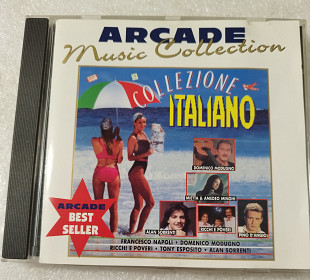 ARCADE
Music Collection
COLLEZIONE
ITALIANO
DOMENICO MODUGNO
MIETTA & AMEDEO MINGHI
ALAN SORRENTI
RICCHI E POVERI
PINO D'ANGIO
ARCADE
BEST
SELLER
FRANCESCO NAPOLI • DOMENICO MODUGNO
RICCHI E POVERI • TONY ESPOSITO • ALAN SORRENTI